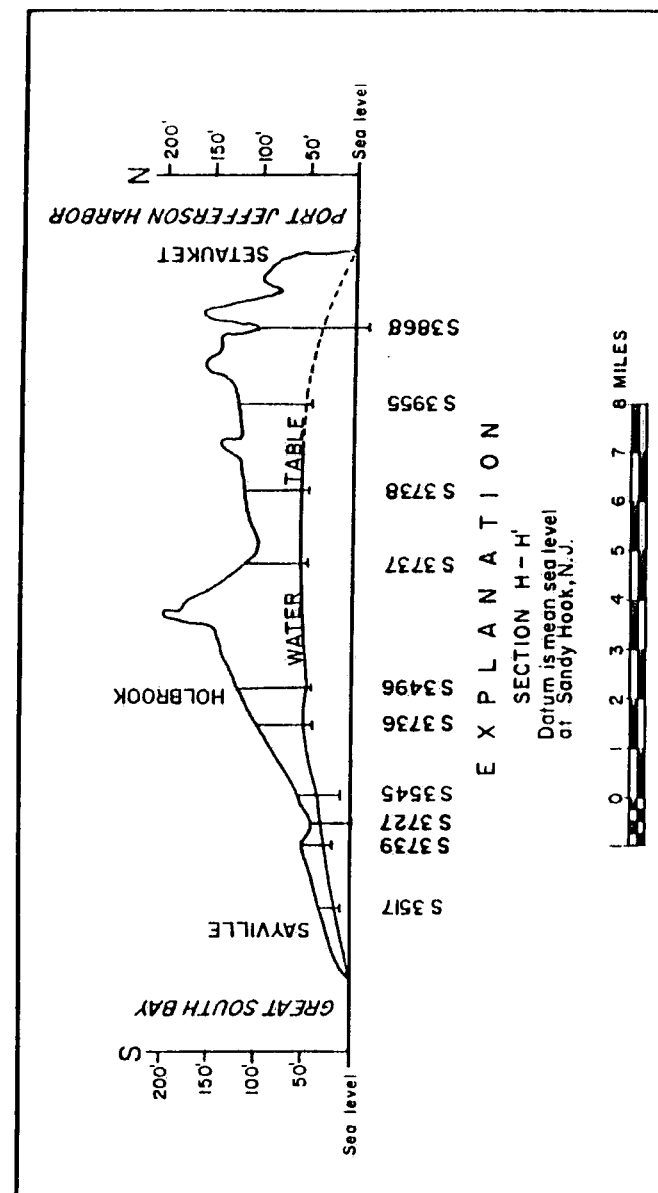 S
N
200'
150'
100'
50'
Sea level
200'
150'
100'
50'
Sea level
GREAT SOUTH BAY
SAYVILLE
HOLBROOK
SETAUKET
PORT JEFFERSON HARBOR
WATER TABLE
S 3517
S 3739
S 3727
S 3545
S 3736
S 3496
S 3737
S 3738
S 3955
S 3868
EXPLANATION
SECTION H-H'
Datum is mean sea level
at Sandy Hook, N.J.
1 0 1 2 3 4 5 6 7 8 MILES